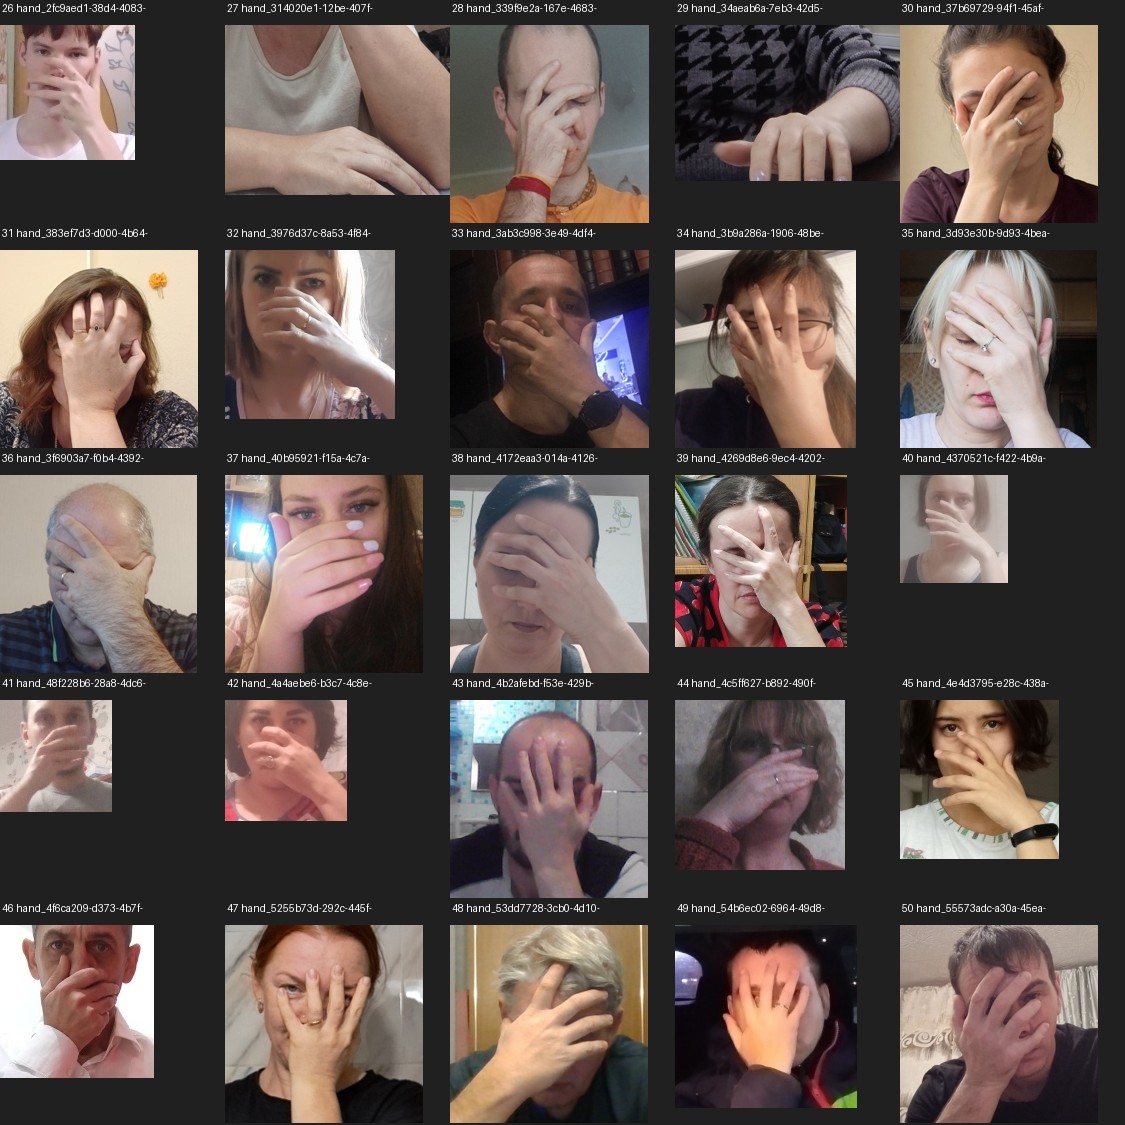 26 hand_2fc9aed1-38d4-4083-
27 hand_314020e1-12be-407f-
28 hand_339f9e2a-167e-4683-
29 hand_34aeab6a-7eb3-42d5-
30 hand_37b69729-94f1-45af-
31 hand_383ef7d3-d000-4b64-
32 hand_3976d37c-8a53-4f84-
33 hand_3ab3c998-3e49-4df4-
34 hand_3b9a286a-1906-48be-
35 hand_3d93e30b-9d93-4bea-
36 hand_3f6903a7-f0b4-4392-
37 hand_40b95921-f15a-4c7a-
38 hand_4172eaa3-014a-4126-
39 hand_4269d8e6-9ec4-4202-
40 hand_4370521c-f422-4b9a-
41 hand_48f228b6-28a8-4dc6-
42 hand_4a4aebe6-b3c7-4c8e-
43 hand_4b2afebd-f53e-429b-
44 hand_4c5ff627-b892-490f-
45 hand_4e4d3795-e28c-438a-
46 hand_4f6ca209-d373-4b7f-
47 hand_5255b73d-292c-445f-
48 hand_53dd7728-3cb0-4d10-
49 hand_54b6ec02-6964-49d8-
50 hand_55573adc-a30a-45ea-